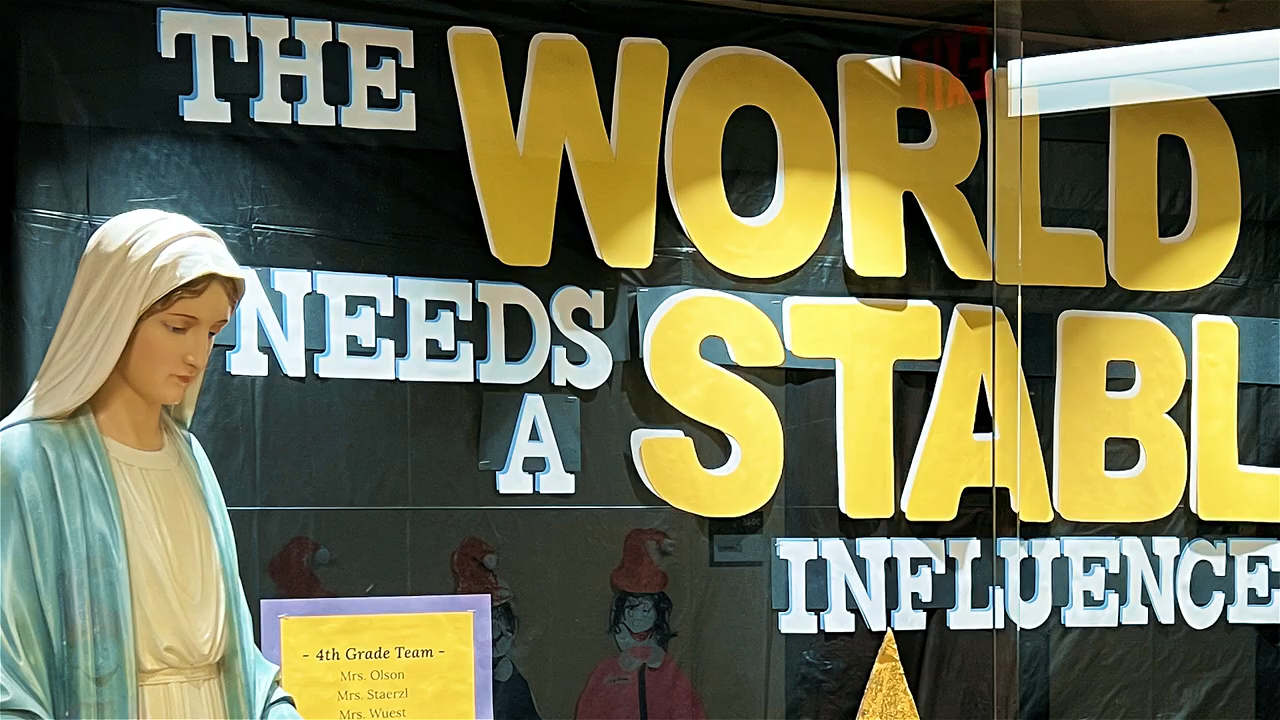 THE WORLD
NEEDS
A STABL
INFLUENCE
- 4th Grade Team -
Mrs. Olson
Mrs. Staerzl
Mrs. Wuest